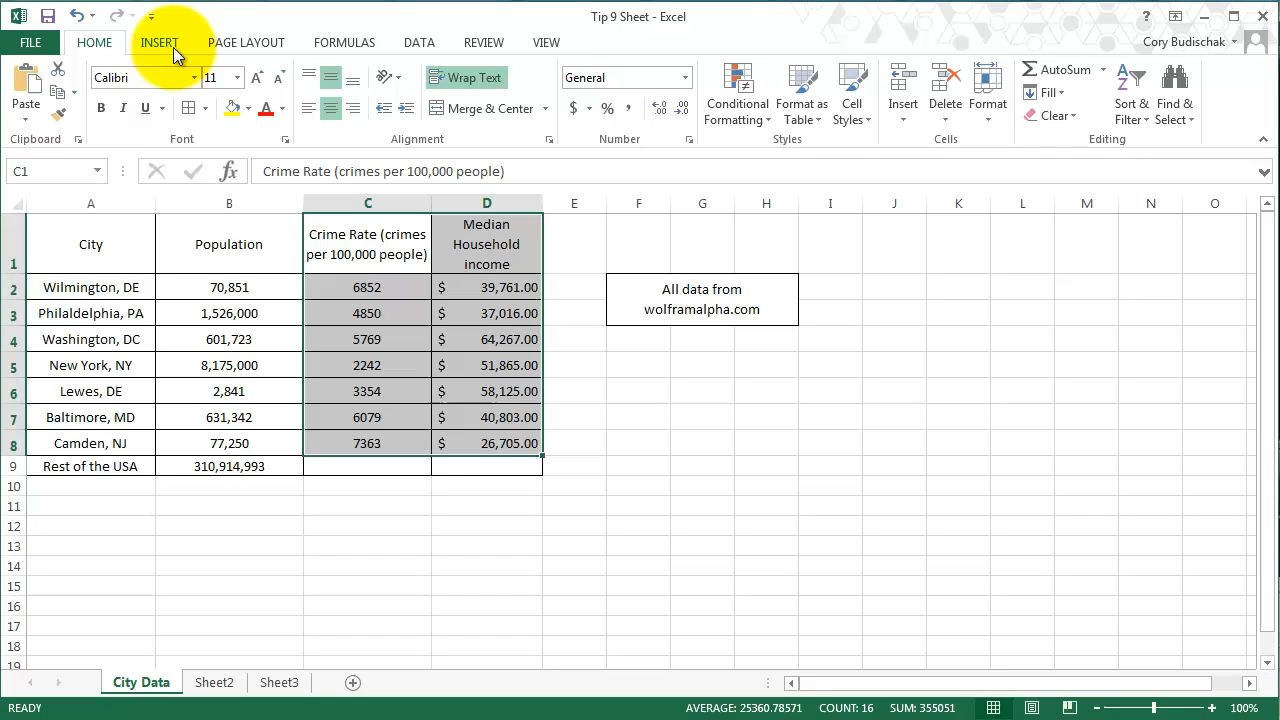 Tip 9 Sheet - Excel
FILE HOME INSERT PAGE LAYOUT FORMULAS DATA REVIEW VIEW Cory Budischak
Paste Calibri 11 Wrap Text General Conditional Formatting Format as Table Cell Styles Insert Delete Format AutoSum Fill Clear Sort & Filter Find & Select
B I U A Merge & Center $ % ,
Clipboard Font Alignment Number Styles Cells Editing
C1 fx Crime Rate (crimes per 100,000 people)
A B C D E F G H I J K L M N O
1 City Population Crime Rate (crimes per 100,000 people) Median Household income
2 Wilmington, DE 70,851 6852 $ 39,761.00 All data from
3 Philaldelphia, PA 1,526,000 4850 $ 37,016.00 wolframalpha.com
4 Washington, DC 601,723 5769 $ 64,267.00
5 New York, NY 8,175,000 2242 $ 51,865.00
6 Lewes, DE 2,841 3354 $ 58,125.00
7 Baltimore, MD 631,342 6079 $ 40,803.00
8 Camden, NJ 77,250 7363 $ 26,705.00
9 Rest of the USA 310,914,993
10
11
12
13
14
15
16
17
18
19
City Data Sheet2 Sheet3
READY AVERAGE: 25360.78571 COUNT: 16 SUM: 355051 100%